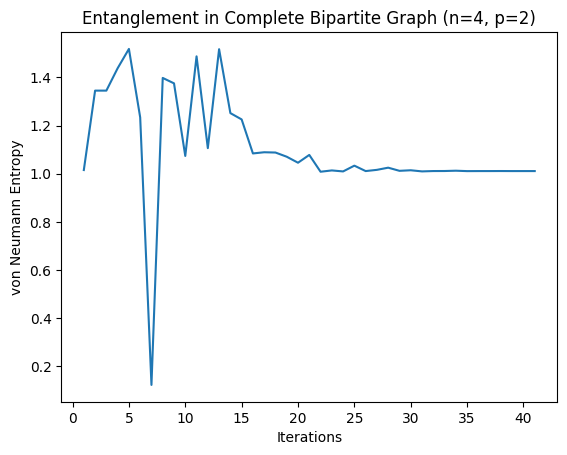 Entanglement in Complete Bipartite Graph (n=4, p=2)
von Neumann Entropy
1.4
1.2
1.0
0.8
0.6
0.4
0.2
0 5 10 15 20 25 30 35 40
Iterations